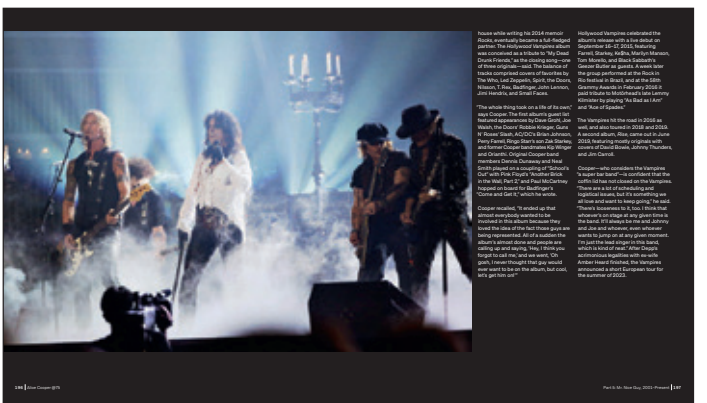 house while writing his 2014 memoir
Rocks, eventually became a full-fledged
partner. The Hollywood Vampires album
was conceived as a tribute to "My Dead
Drunk Friends," as the closing song—one
of three originals—said. The balance of
tracks comprised covers of favorites by
The Who, Led Zeppelin, Spirit, the Doors,
Nilsson, T. Rex, Badfinger, John Lennon,
Jimi Hendrix, and Small Faces.
"The whole thing took on a life of its own,"
says Cooper. The first album's guest list
featured appearances by Dave Grohl, Joe
Walsh, the Doors' Robbie Krieger, Guns
N' Roses' Slash, AC/DC's Brian Johnson,
Perry Farrell, Ringo Starr's son Zak Starkey,
and former Cooper bandmates Kip Winger
and Orianthi. Original Cooper band
members Dennis Dunaway and Neal
Smith played on a coupling of "School's
Out" with Pink Floyd's "Another Brick
in the Wall, Part 2," and Paul McCartney
hopped on board for Badfinger's
"Come and Get It," which he wrote.
Cooper recalled, "It ended up that
almost everybody wanted to be
involved in this album because they
loved the idea of the fact those guys are
being represented. All of a sudden the
album's almost done and people are
calling up and saying, 'Hey, I think you
forgot to call me,' and we went, 'Oh
gosh, I never thought that guy would
ever want to be on the album, but cool,
let's get him on!'"
Hollywood Vampires celebrated the
album's release with a live debut on
September 16–17, 2015, featuring
Farrell, Starkey, Ke$ha, Marilyn Manson,
Tom Morello, and Black Sabbath's
Geezer Butler as guests. A week later
the group performed at the Rock in
Rio festival in Brazil, and at the 58th
Grammy Awards in February 2016 it
paid tribute to Motörhead's late Lemmy
Kilmister by playing "As Bad as I Am"
and "Ace of Spades."
The Vampires hit the road in 2016 as
well, and also toured in 2018 and 2019.
A second album, Rise, came out in June
2019, featuring mostly originals with
covers of David Bowie, Johnny Thunders,
and Jim Carroll.
Cooper—who considers the Vampires
"a super bar band"—is confident that the
coffin lid has not closed on the Vampires.
"There are a lot of scheduling and
logistical issues, but it's something we
all love and want to keep going," he said.
"There's looseness to it, too. I think that
whoever's on stage at any given time is
the band. It'll always be me and Johnny
and Joe and whoever, even whoever
wants to jump on at any given moment.
I'm just the lead singer in this band,
which is kind of neat." After Depp's
acrimonious legalities with ex-wife
Amber Heard finished, the Vampires
announced a short European tour for
the summer of 2023.
196 | Alice Cooper @75
Part 6: Mr. Nice Guy, 2001–Present | 197